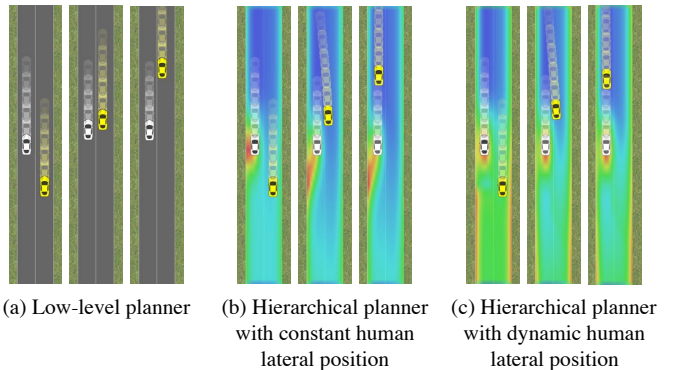 (a) Low-level planner
(b) Hierarchical planner
with constant human
lateral position
(c) Hierarchical planner
with dynamic human
lateral position